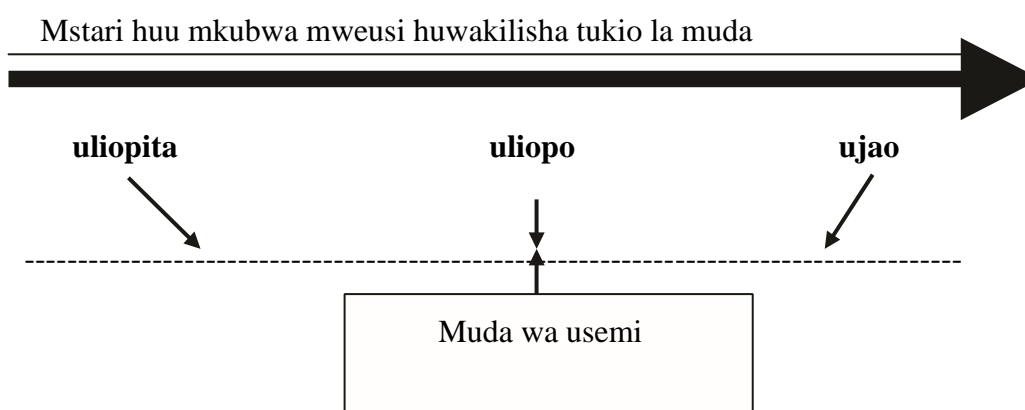 Mstari huu mkubwa mweusi huwakilisha tukio la muda
uliopita uliopo ujao
Muda wa usemi